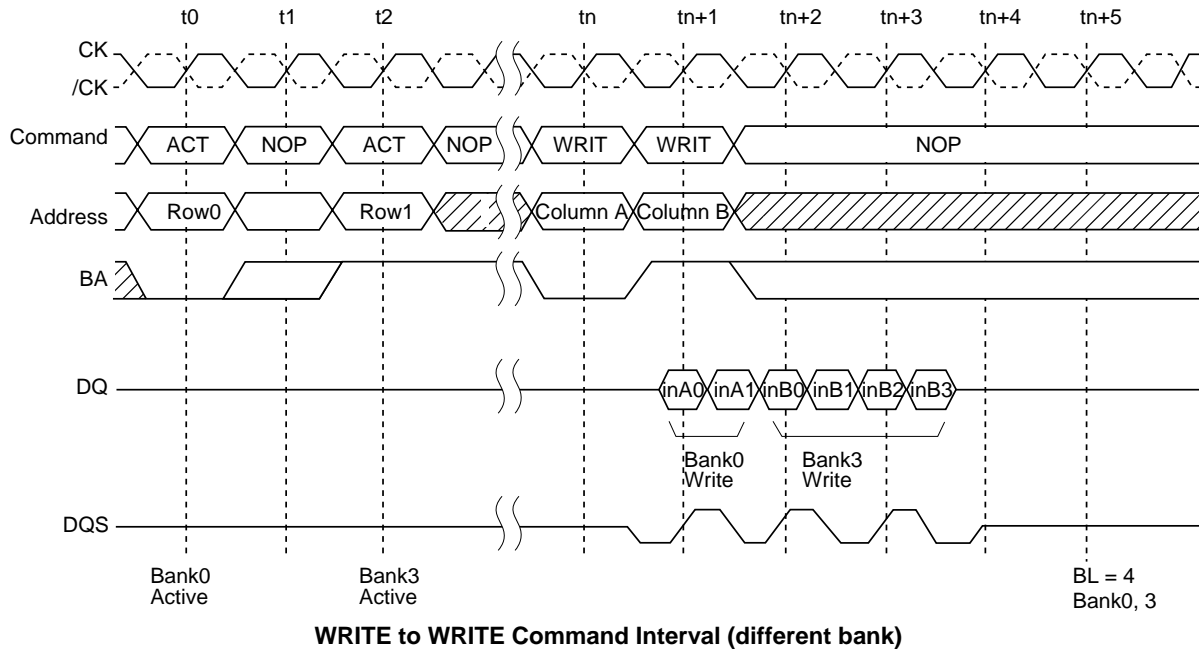 t0 t1 t2 tn tn+1 tn+2 tn+3 tn+4 tn+5
CK
/CK
Command ACT NOP ACT NOP WRIT WRIT NOP
Address Row0 Row1 Column A Column B
BA
DQ inA0 inA1 inB0 inB1 inB2 inB3
Bank0 Bank3
Write Write
DQS
Bank0 Bank3 BL = 4
Active Active Bank0, 3
WRITE to WRITE Command Interval (different bank)